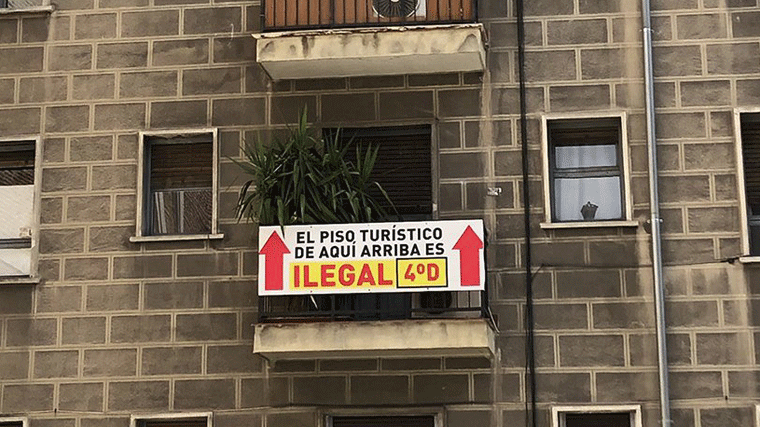 EL PISO TURÍSTICO
DE AQUÍ ARRIBA ES
ILEGAL 4ºD